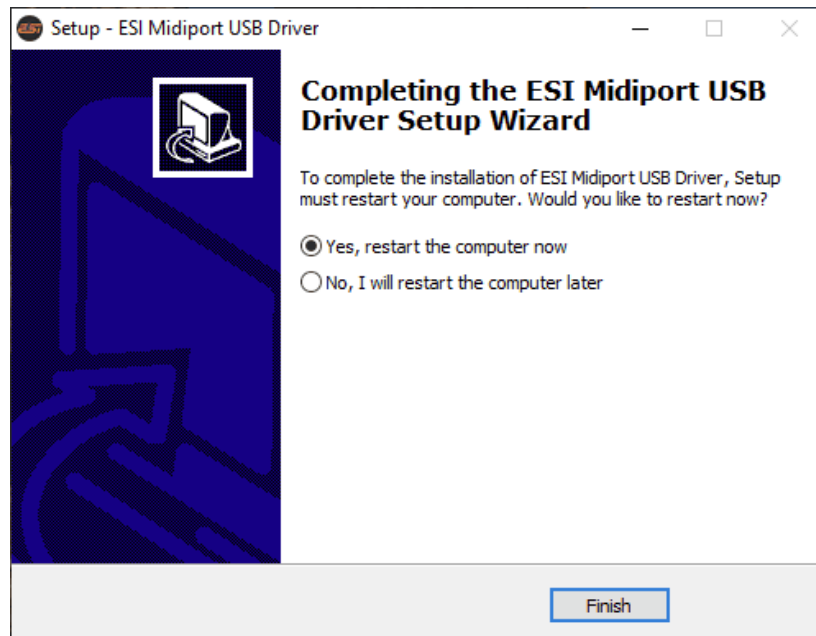 ESI
Setup - ESI Midiport USB Driver
Completing the ESI Midiport USB
Driver Setup Wizard
To complete the installation of ESI Midiport USB Driver, Setup
must restart your computer. Would you like to restart now?
Yes, restart the computer now
No, I will restart the computer later
Finish